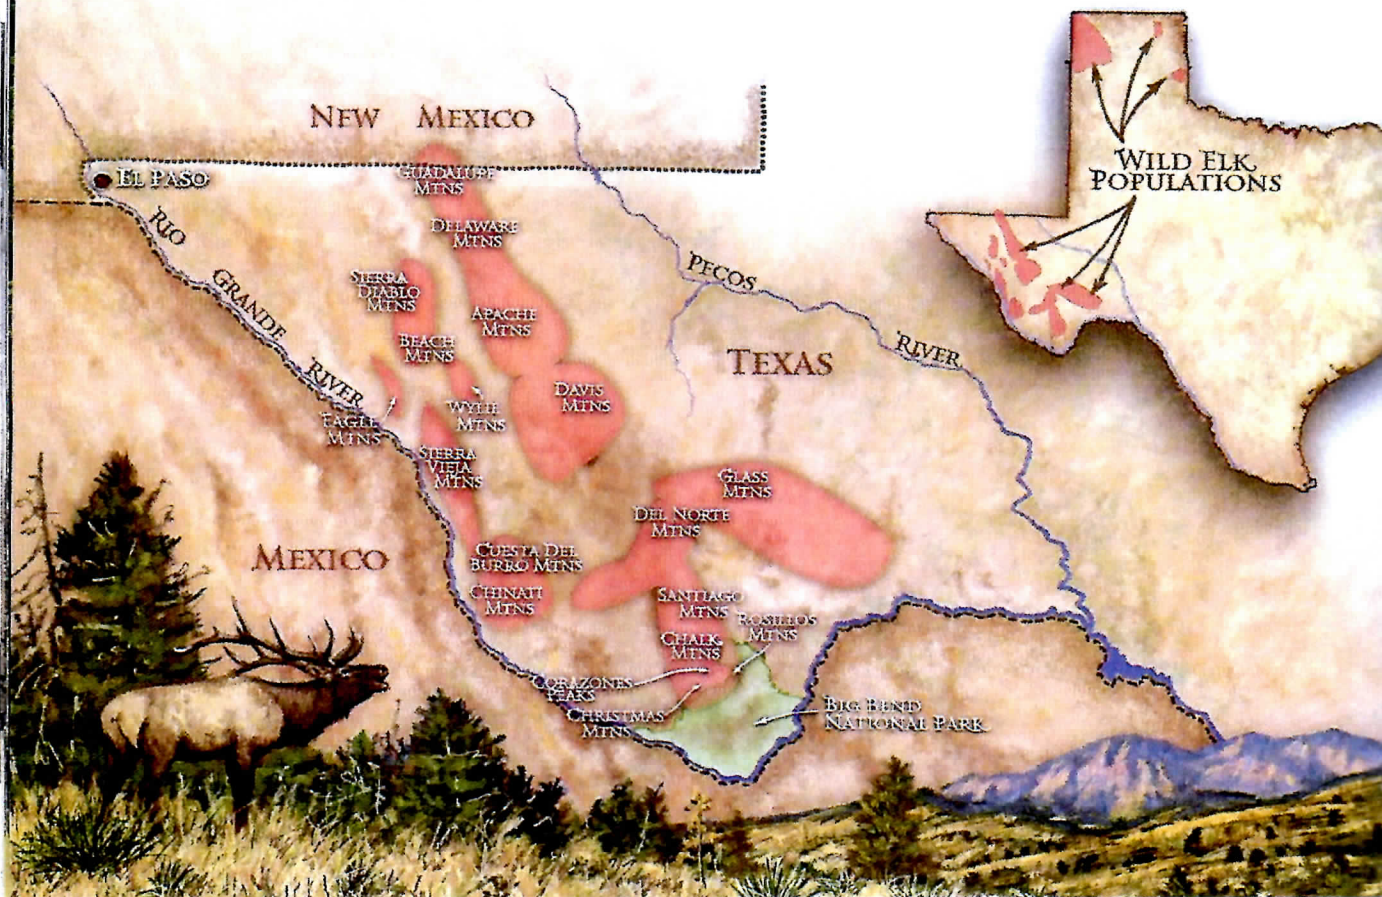 New Mexico
Wild Elk
Populations
El Paso
Guadalupe
Mtns
Rio
Grande
River
Delaware
Mtns
Pecos
River
Sierra
Diablo
Mtns
Apache
Mtns
Beach
Mtns
Texas
Davis
Mtns
Wylie
Mtns
Eagle
Mtns
Sierra
Vieja
Mtns
Glass
Mtns
Del Norte
Mtns
Mexico
Cuesta Del
Burro Mtns
Chinati
Mtns
Santiago
Mtns
Rosillos
Mtns
Chalk
Mtns
Corazones
Peaks
Christmas
Mtns
Big Bend
National Park